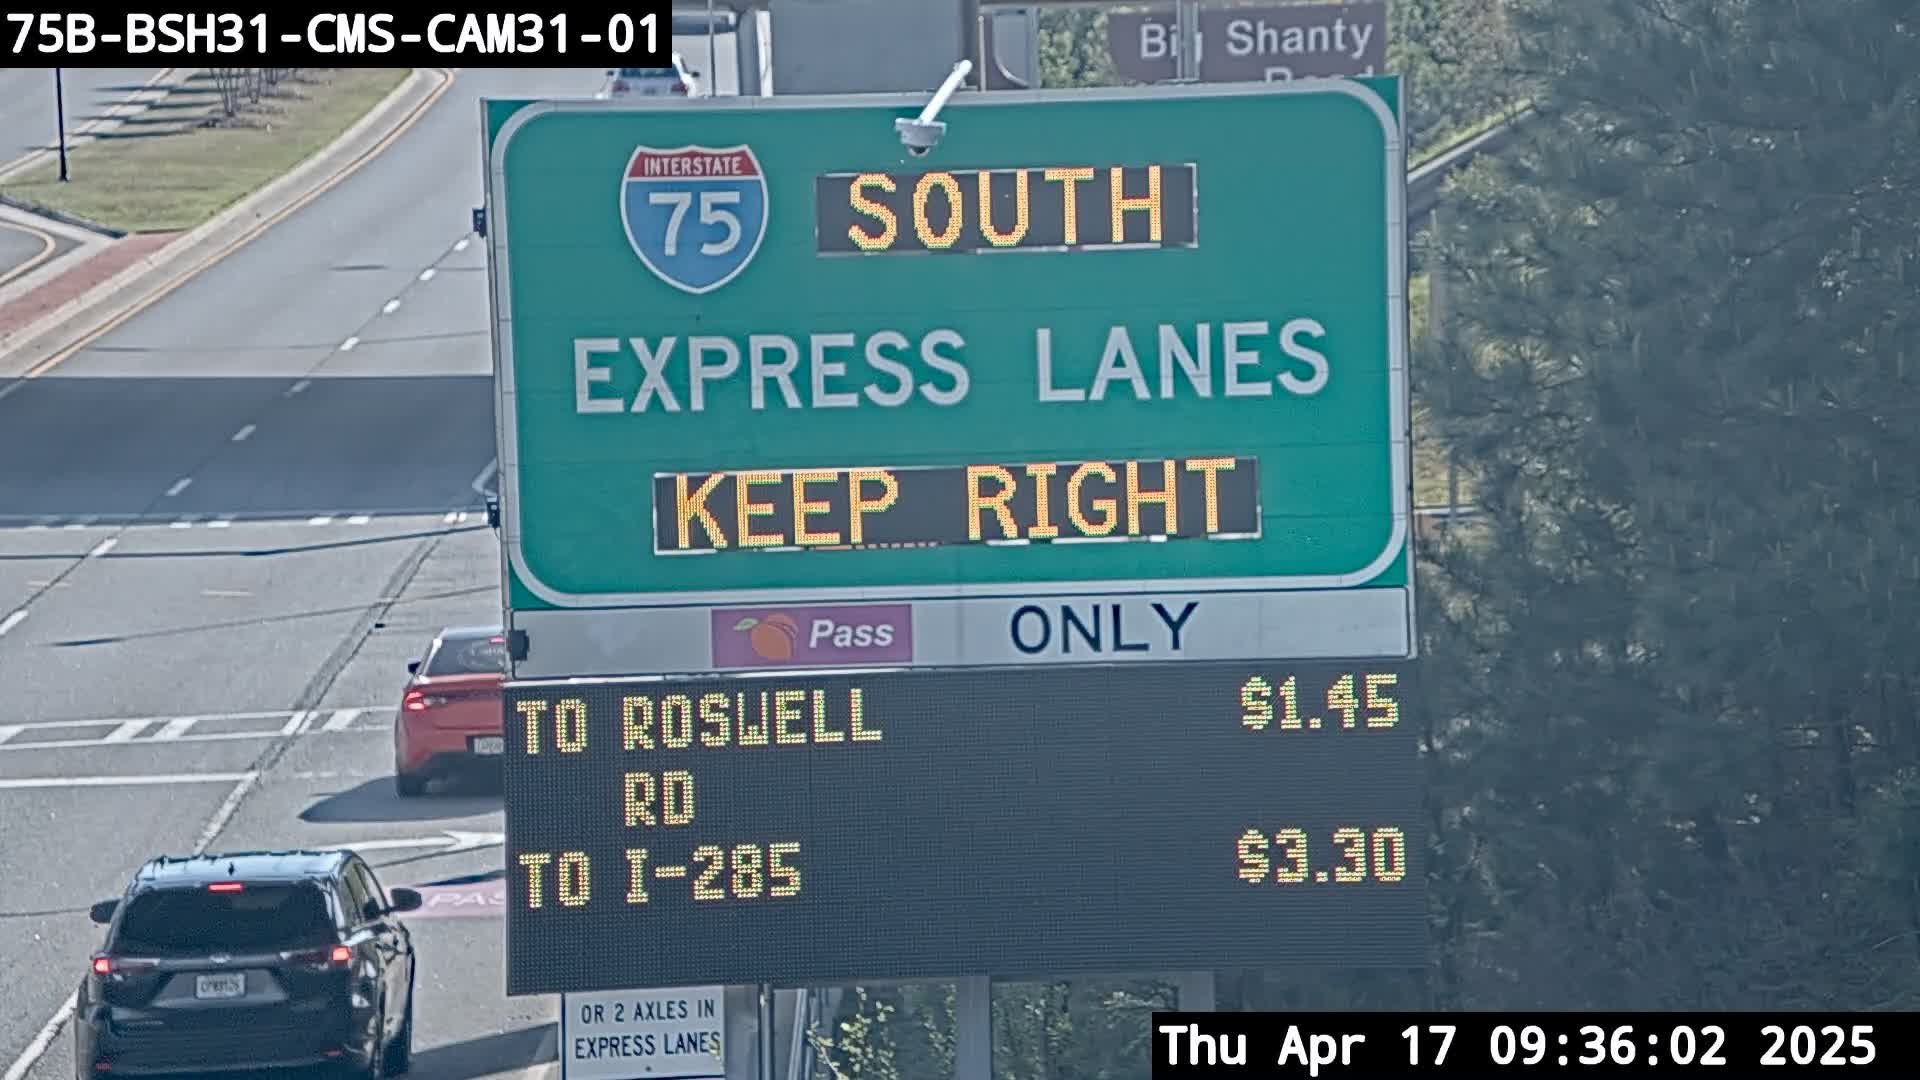 75B-BSH31-CMS-CAM31-01
Big Shanty
Road
INTERSTATE
75
SOUTH
EXPRESS LANES
KEEP RIGHT
Pass ONLY
TO ROSWELL $1.45
RD
TO I-285 $3.30
OR 2 AXLES IN
EXPRESS LANES
Thu Apr 17 09:36:02 2025